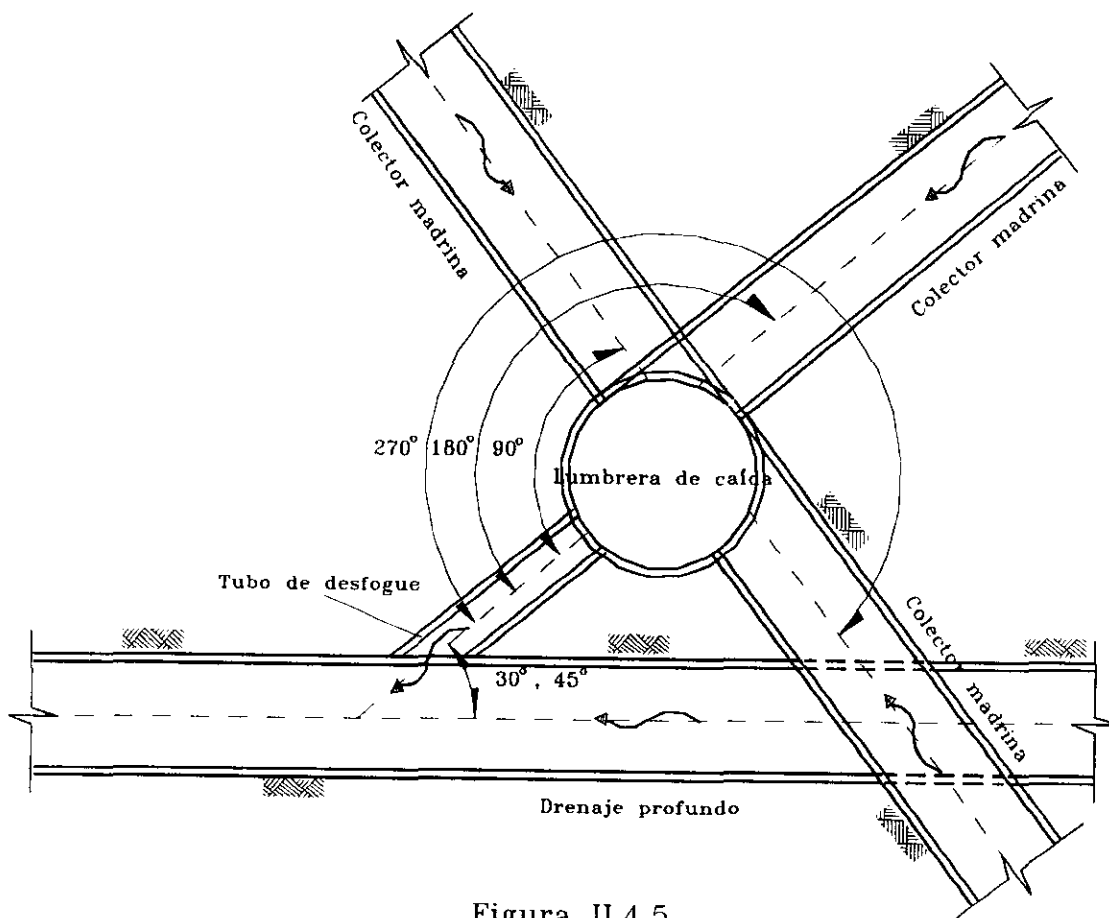 Colector madrina
Colector madrina
270° 180° 90°
Lumbrera de caída
Tubo de desfogue
30°, 45°
Colector madrina
Drenaje profundo
Figura II.4.5